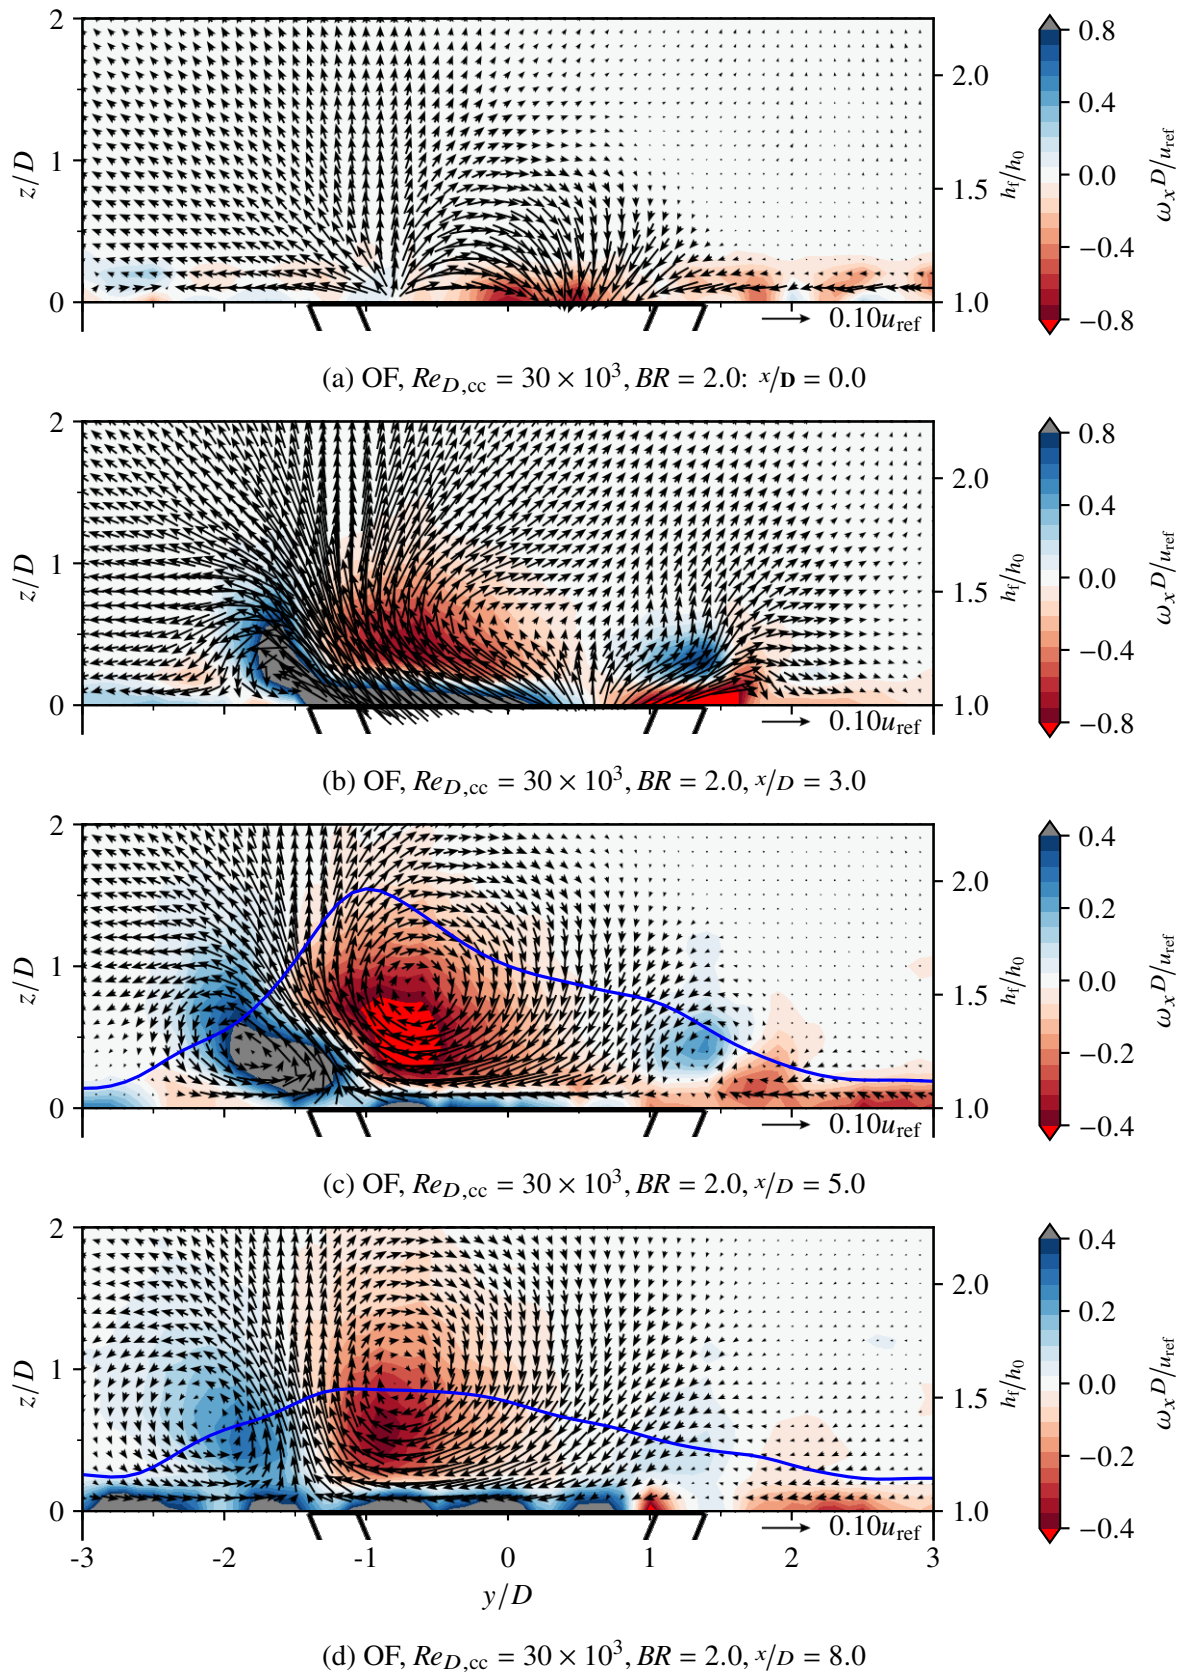 2
1
0
z/D
2.0
1.5
1.0
h_f/h_0
0.8
0.4
0.0
−0.4
−0.8
ω_x D/u_ref
0.10u_ref
(a) OF, Re_{D,cc} = 30 × 10^3, BR = 2.0: x/D = 0.0
2
1
0
z/D
2.0
1.5
1.0
h_f/h_0
0.8
0.4
0.0
−0.4
−0.8
ω_x D/u_ref
0.10u_ref
(b) OF, Re_{D,cc} = 30 × 10^3, BR = 2.0, x/D = 3.0
2
1
0
z/D
2.0
1.5
1.0
h_f/h_0
0.4
0.2
0.0
−0.2
−0.4
ω_x D/u_ref
0.10u_ref
(c) OF, Re_{D,cc} = 30 × 10^3, BR = 2.0, x/D = 5.0
2
1
0
z/D
2.0
1.5
1.0
h_f/h_0
0.4
0.2
0.0
−0.2
−0.4
ω_x D/u_ref
0.10u_ref
-3 -2 -1 0 1 2 3
y/D
(d) OF, Re_{D,cc} = 30 × 10^3, BR = 2.0, x/D = 8.0